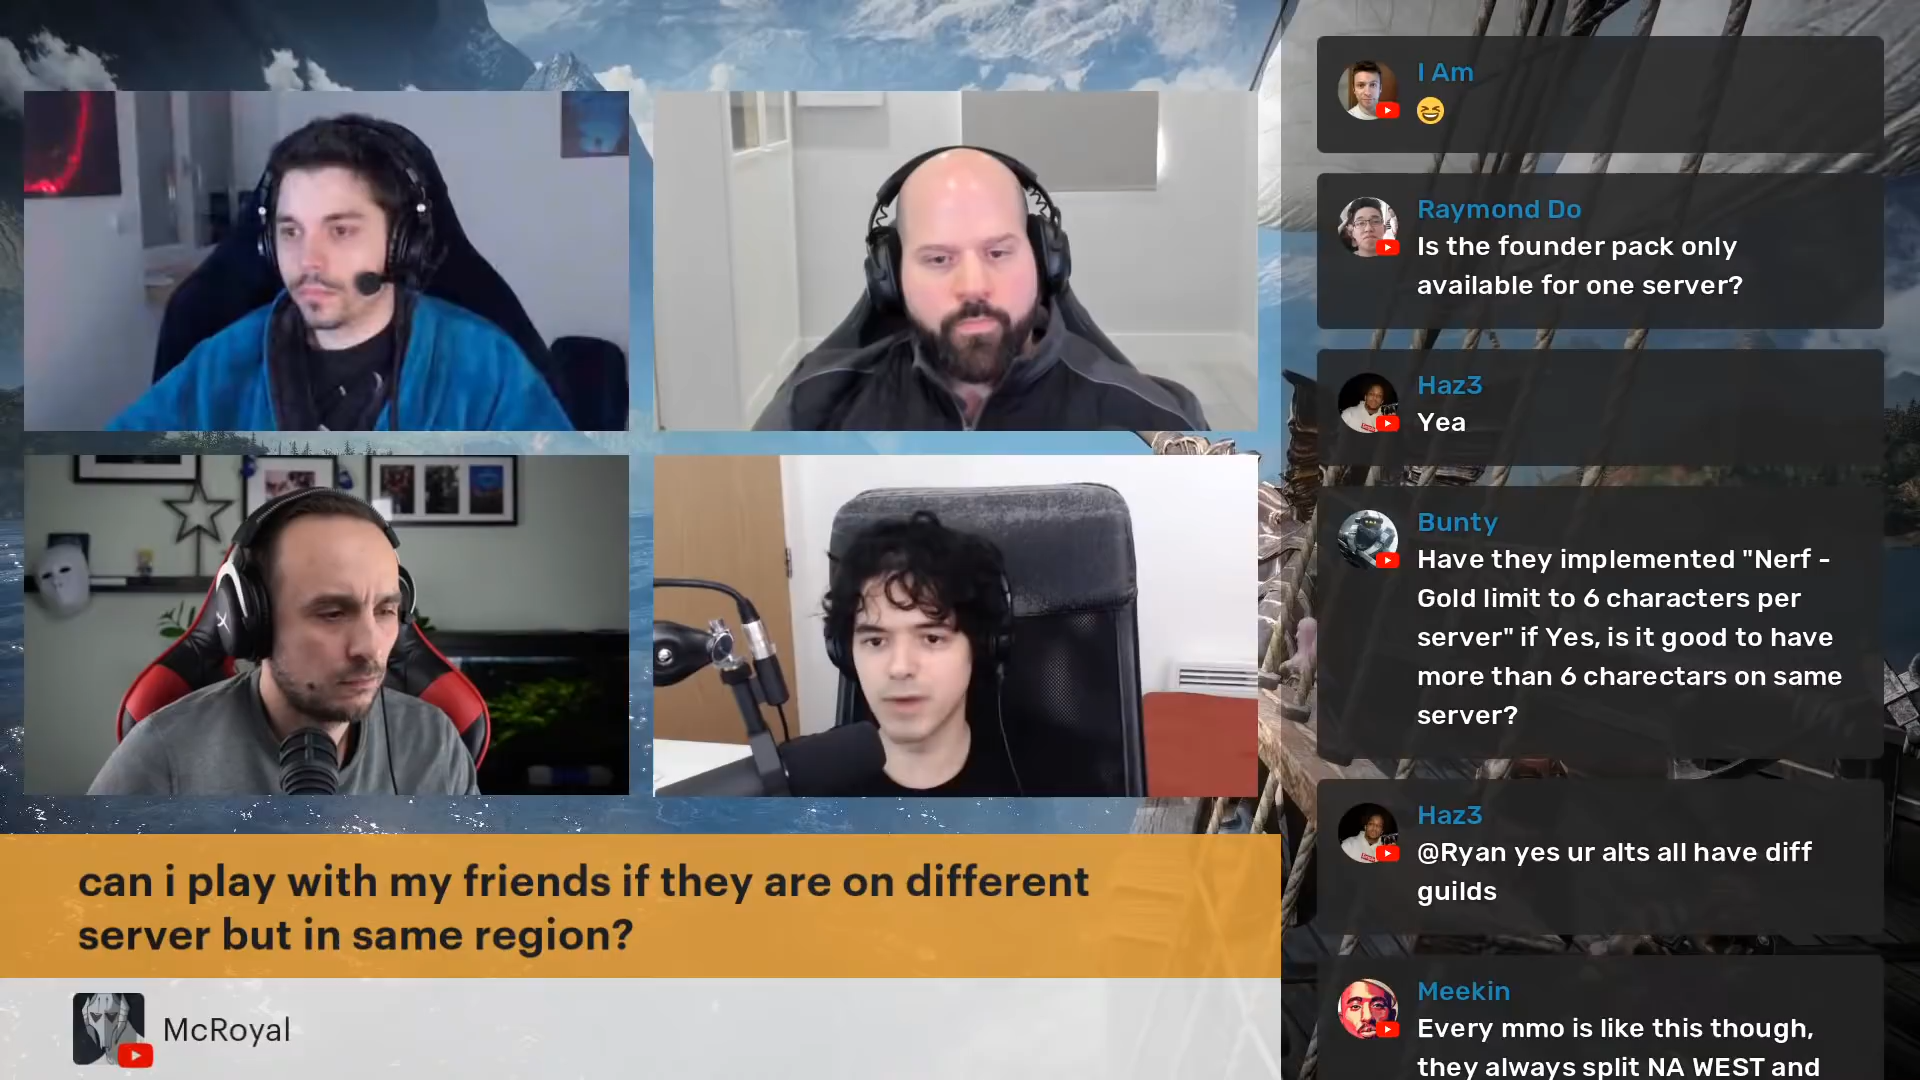 I Am
Raymond Do
Is the founder pack only
available for one server?
Haz3
Yea
Bunty
Have they implemented "Nerf -
Gold limit to 6 characters per
server" if Yes, is it good to have
more than 6 charectars on same
server?
Haz3
@Ryan yes ur alts all have diff
guilds
Meekin
Every mmo is like this though,
they always split NA WEST and
can i play with my friends if they are on different
server but in same region?
McRoyal